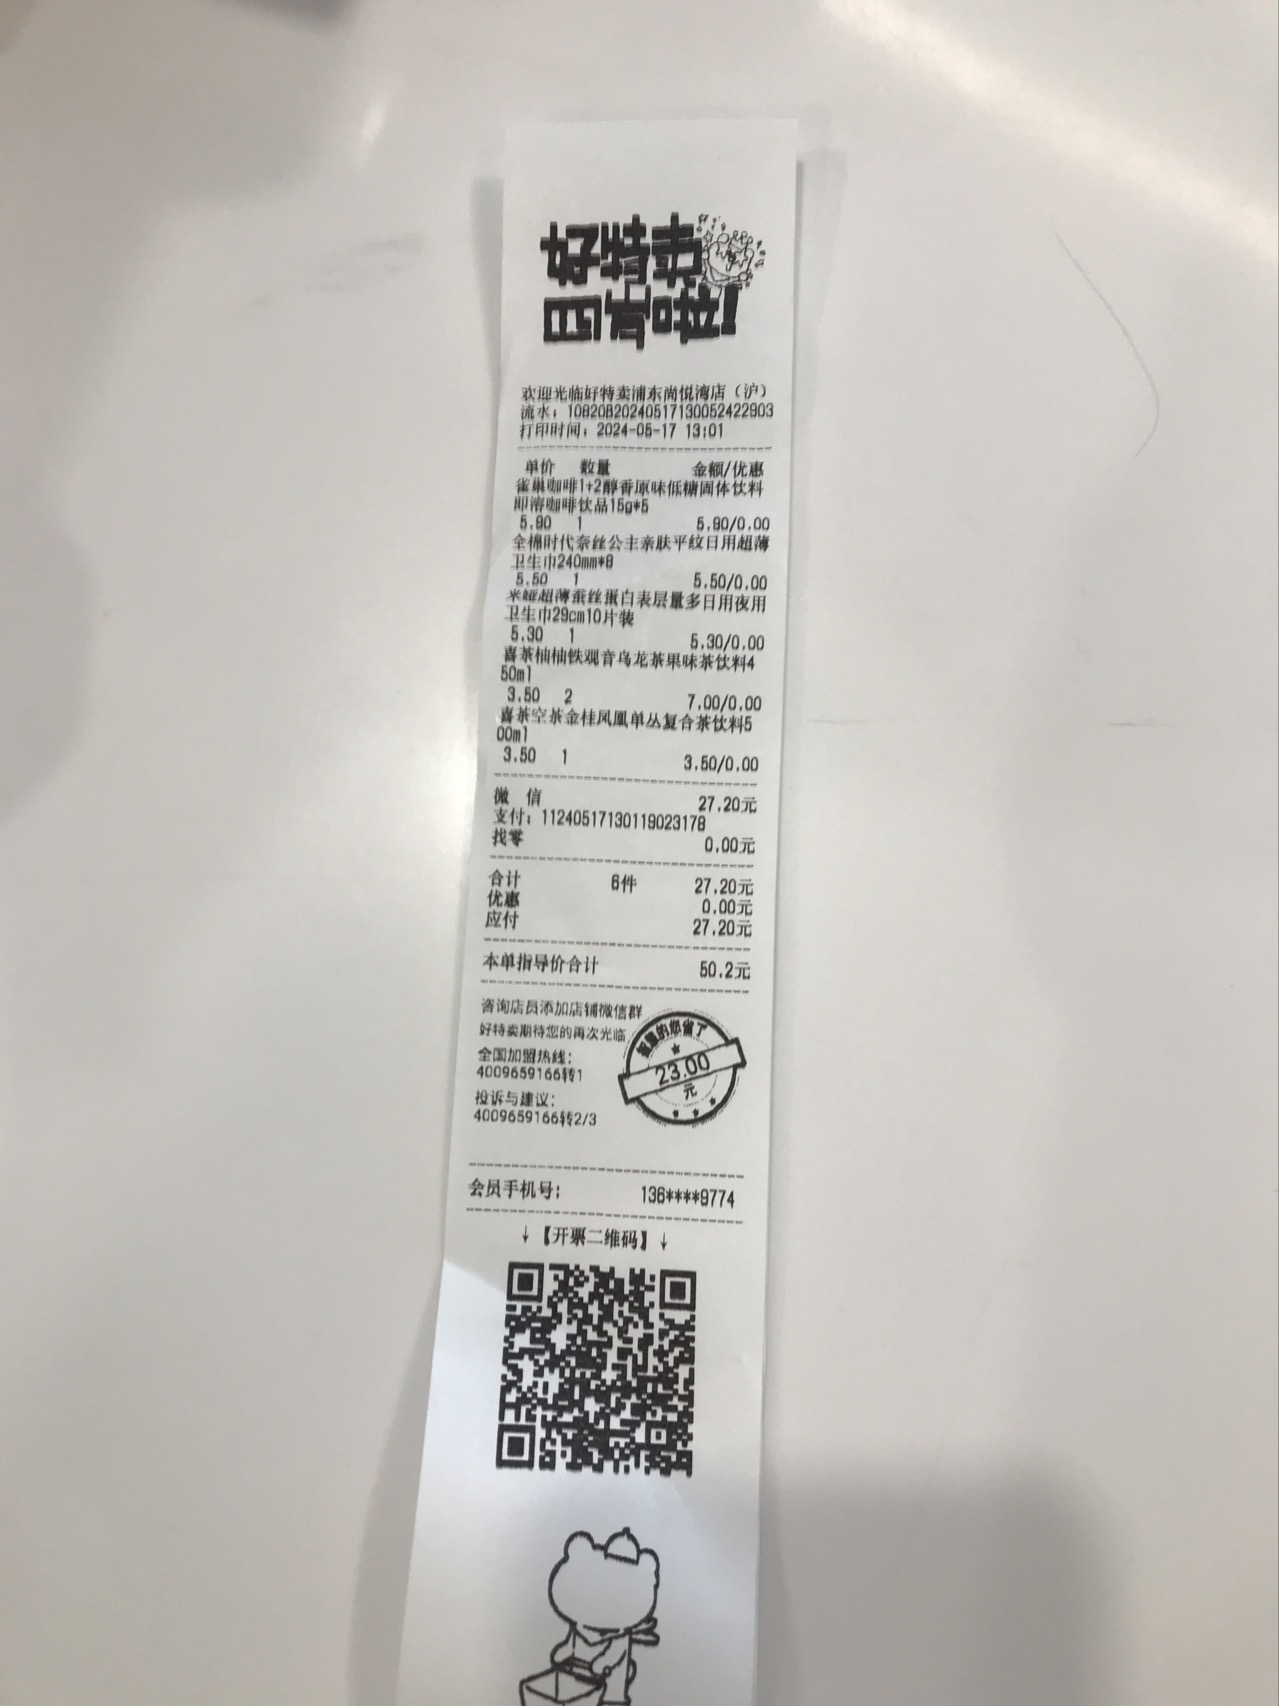 好特卖
欢迎光临好特卖浦东尚悦湾店（沪）
流水：10820820240517130052422903
打印时间：2024-05-17 13:01
单价 数量 金额/优惠
雀巢咖啡1+2醇香原味低糖固体饮料
即溶咖啡饮品15g*5
5.90 1 5.90/0.00
全棉时代奈丝公主亲肤平纹日用超薄
卫生巾240mm*8
5.50 1 5.50/0.00
米娅超薄蚕丝蛋白表层量多日用夜用
卫生巾29cm10片装
5.30 1 5.30/0.00
喜茶柚柚铁观音乌龙茶果味茶饮料4
50ml
3.50 2 7.00/0.00
喜茶空茶金桂凤凰单丛复合茶饮料5
00ml
3.50 1 3.50/0.00
微 信 27.20元
支付：11240517130119023178
找零 0.00元
合计 6件 27.20元
优惠 0.00元
应付 27.20元
本单指导价合计 50.2元
咨询店员添加店铺微信群
好特卖期待您的再次光临
全国加盟热线：
4009659166转1
投诉与建议：
4009659166转2/3
的您省了
23.00
元
会员手机号： 136****9774
↓【开票二维码】↓